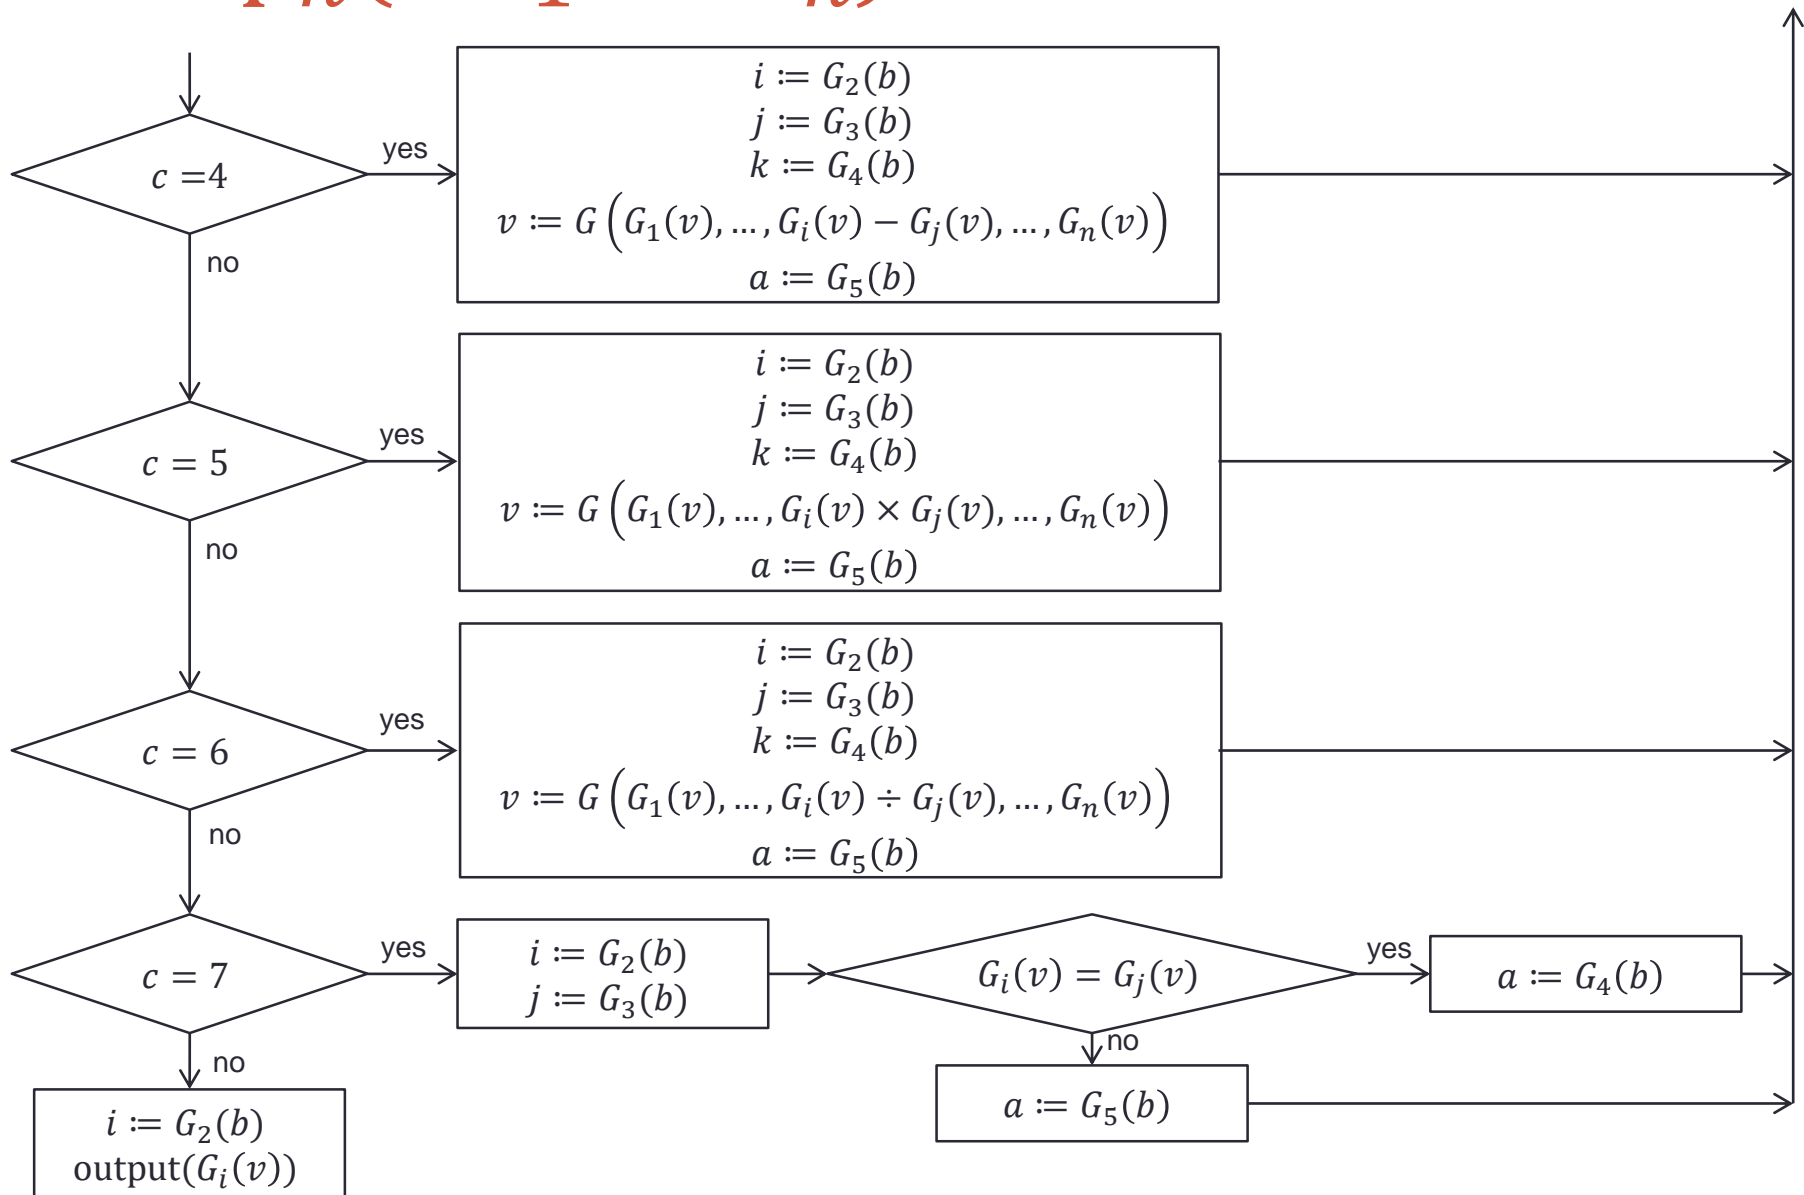 i ≔ G₂(b)
j ≔ G₃(b)
k ≔ G₄(b)
v ≔ G(G₁(v), … , Gᵢ(v) − Gⱼ(v), … , Gₙ(v))
a ≔ G₅(b)
c =4
yes
no
i ≔ G₂(b)
j ≔ G₃(b)
k ≔ G₄(b)
v ≔ G(G₁(v), … , Gᵢ(v) × Gⱼ(v), … , Gₙ(v))
a ≔ G₅(b)
c = 5
yes
no
i ≔ G₂(b)
j ≔ G₃(b)
k ≔ G₄(b)
v ≔ G(G₁(v), … , Gᵢ(v) ÷ Gⱼ(v), … , Gₙ(v))
a ≔ G₅(b)
c = 6
yes
no
c = 7
yes
i ≔ G₂(b)
j ≔ G₃(b)
Gᵢ(v) = Gⱼ(v)
yes
a ≔ G₄(b)
no
a ≔ G₅(b)
no
i ≔ G₂(b)
output(Gᵢ(v))